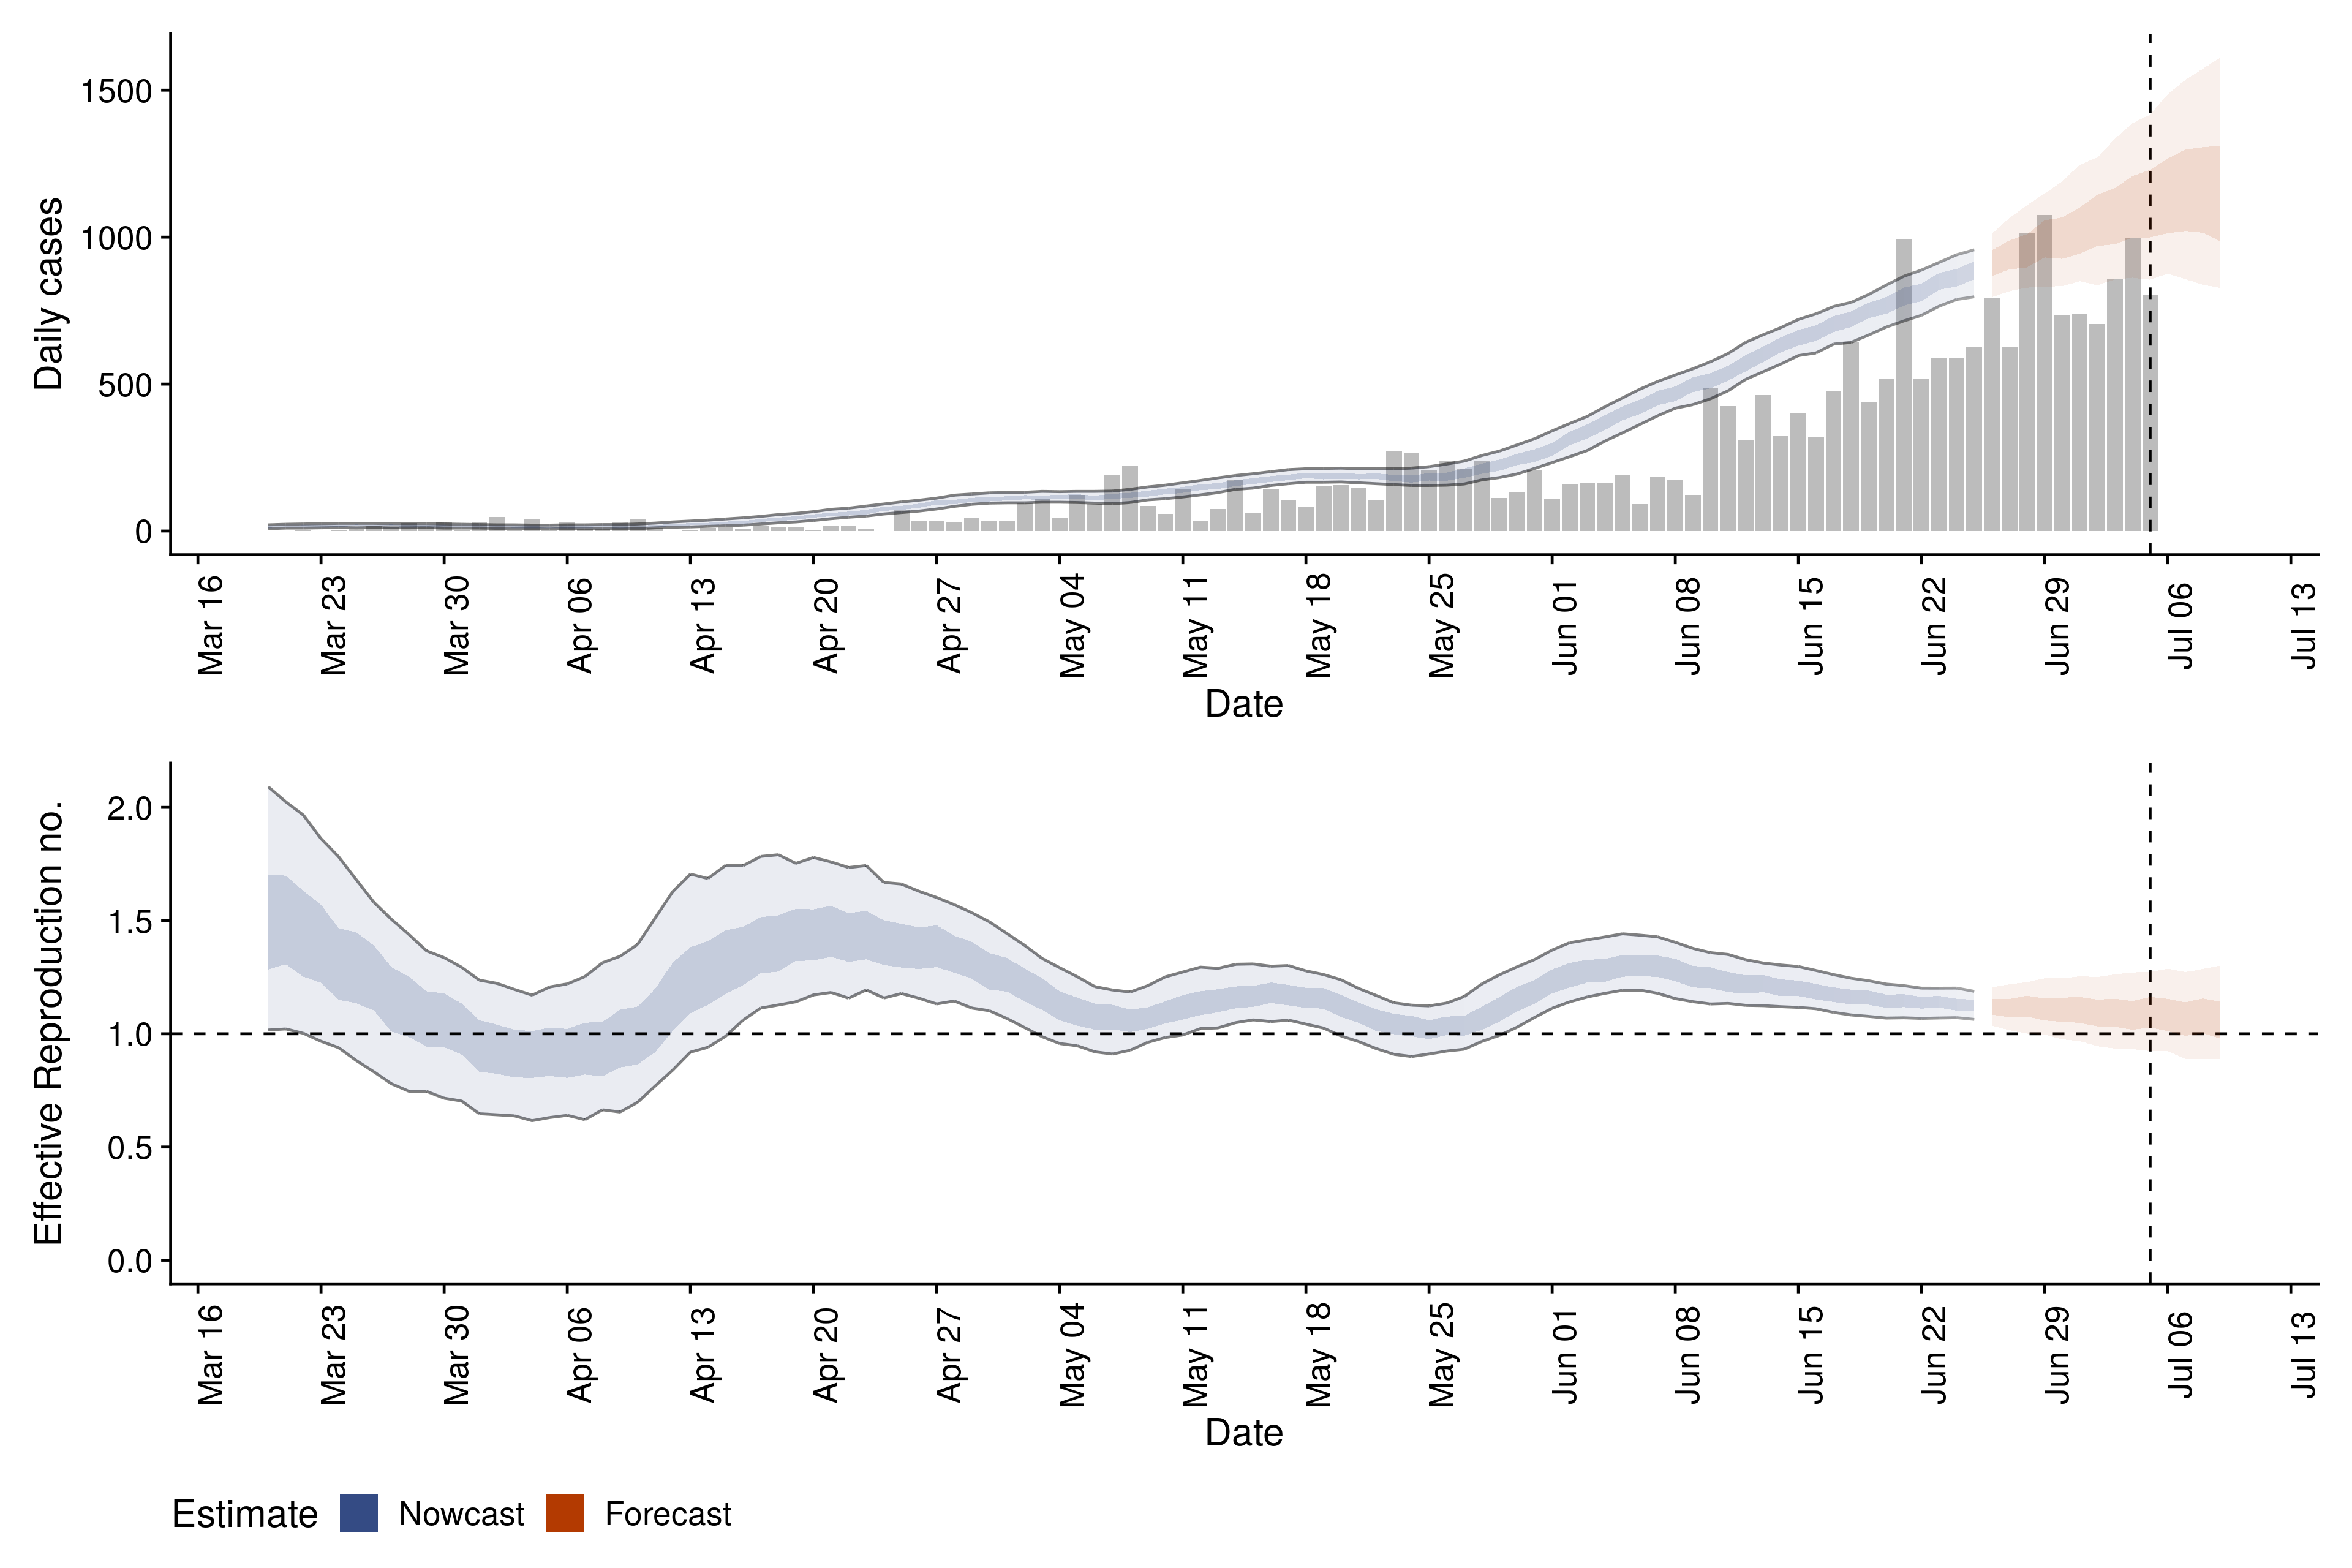 Daily cases
1500
1000
500
0
Mar 16
Mar 23
Mar 30
Apr 06
Apr 13
Apr 20
Apr 27
May 04
May 11
May 18
May 25
Jun 01
Jun 08
Jun 15
Jun 22
Jun 29
Jul 06
Jul 13
Date
Effective Reproduction no.
2.0
1.5
1.0
0.5
0.0
Mar 16
Mar 23
Mar 30
Apr 06
Apr 13
Apr 20
Apr 27
May 04
May 11
May 18
May 25
Jun 01
Jun 08
Jun 15
Jun 22
Jun 29
Jul 06
Jul 13
Date
Estimate Nowcast Forecast